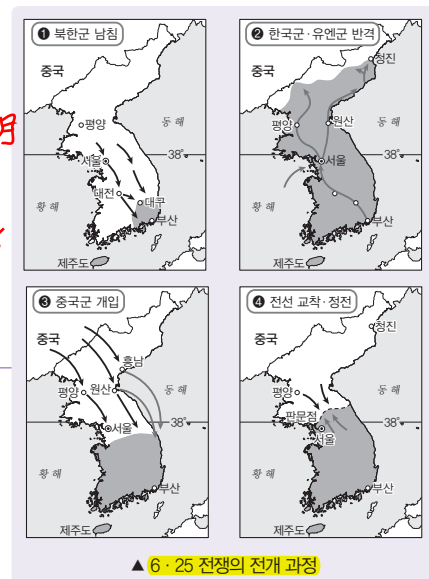 ❶ 북한군 남침
중국
평양
동해
서울
38°
대전
대구
황해
부산
제주도
❷ 한국군·유엔군 반격
중국
청진
평양
원산
동해
38°
서울
황해
부산
제주도
❸ 중국군 개입
중국
흥남
평양
원산
동해
38°
서울
황해
부산
제주도
❹ 전선 교착·정전
중국
청진
평양
동해
판문점
38°
서울
황해
부산
제주도
▲ 6·25 전쟁의 전개 과정